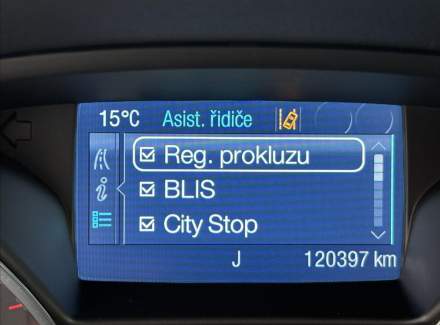 15°C Asist. řidiče
Reg. prokluzu
BLIS
City Stop
J 120397 km